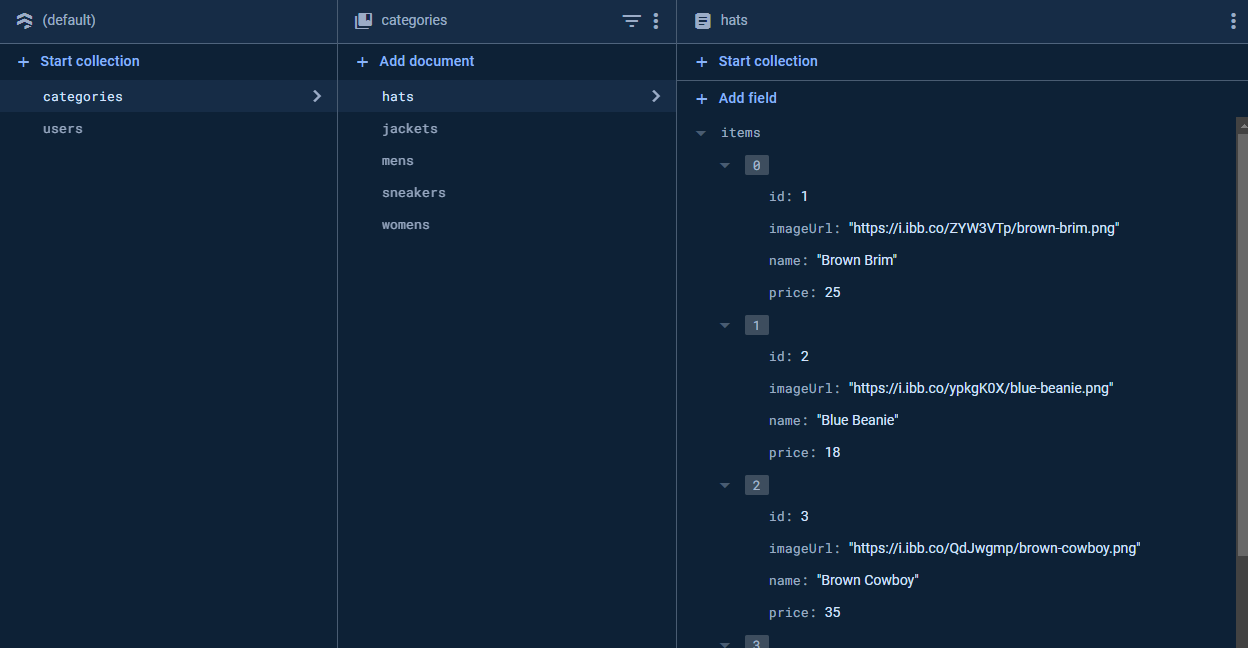 (default)
+ Start collection
categories
users
categories
+ Add document
hats
jackets
mens
sneakers
womens
hats
+ Start collection
+ Add field
items
0
id: 1
imageUrl: "https://i.ibb.co/ZYW3VTp/brown-brim.png"
name: "Brown Brim"
price: 25
1
id: 2
imageUrl: "https://i.ibb.co/ypkgK0X/blue-beanie.png"
name: "Blue Beanie"
price: 18
2
id: 3
imageUrl: "https://i.ibb.co/QdJwgmp/brown-cowboy.png"
name: "Brown Cowboy"
price: 35
3